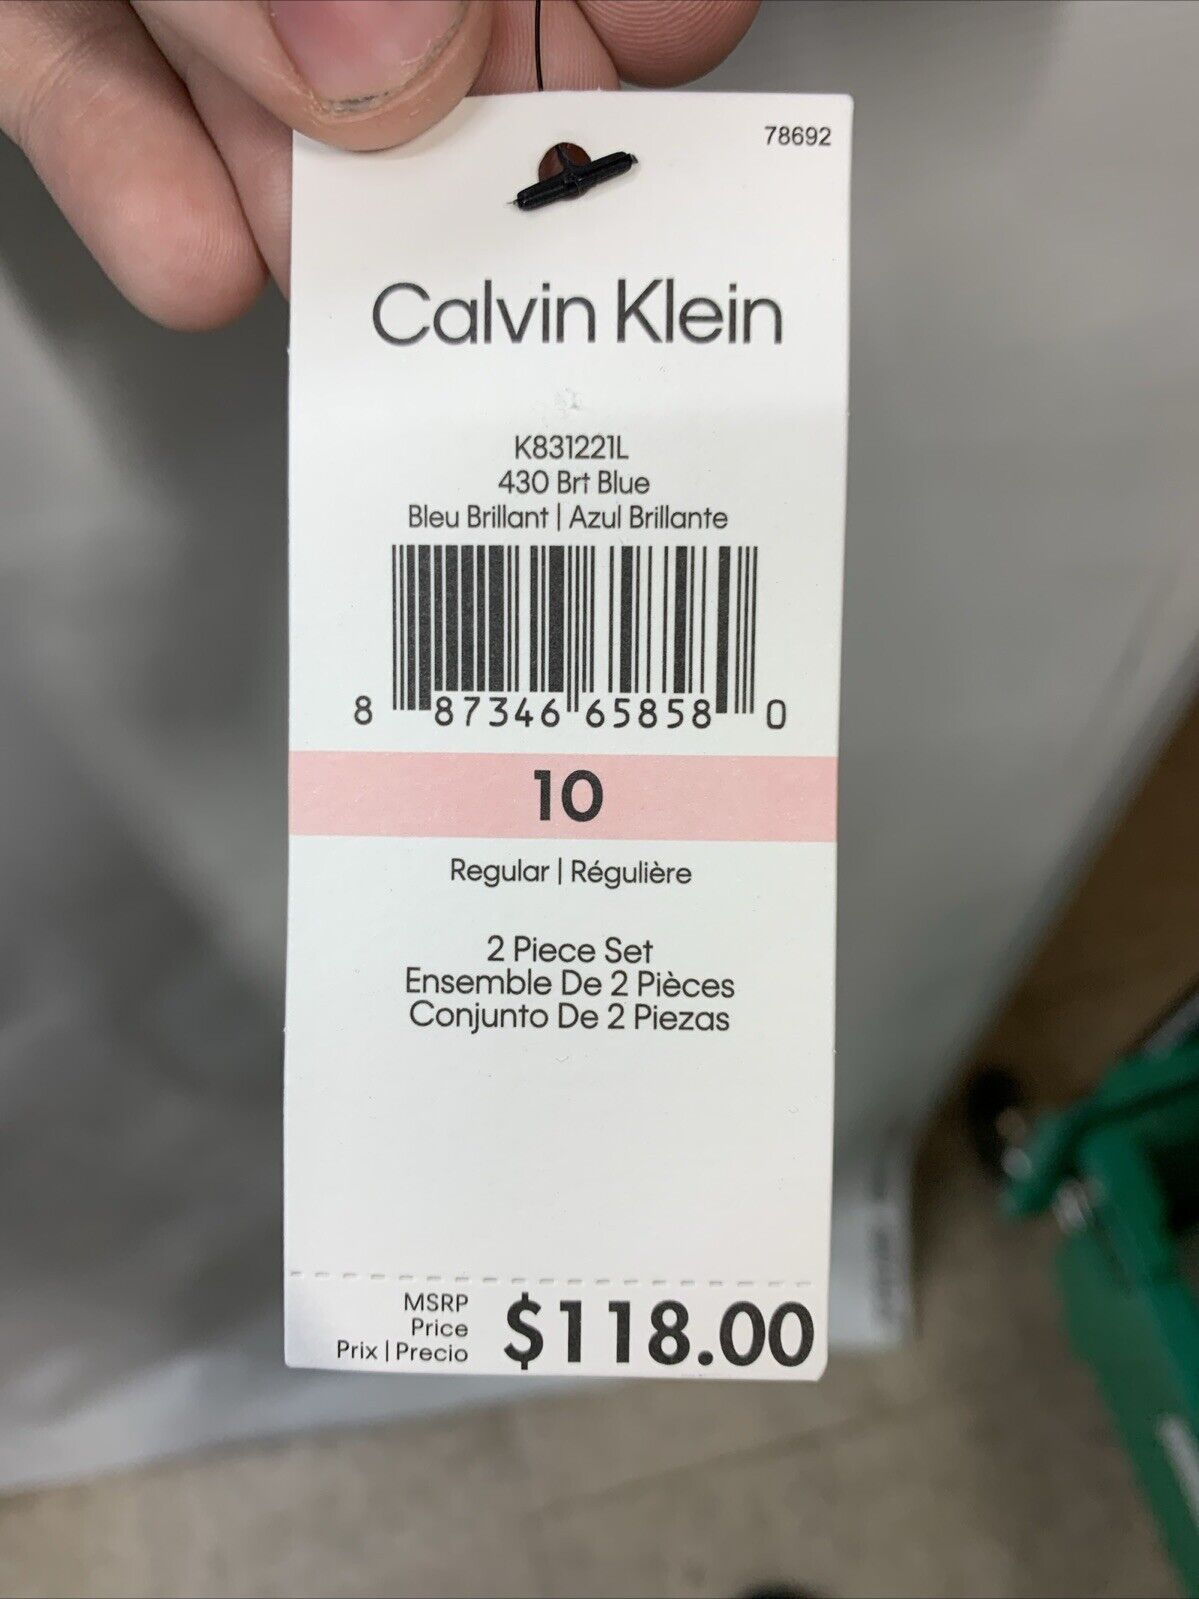 78692
Calvin Klein
K831221L
430 Brt Blue
Bleu Brillant | Azul Brillante
8 87346 65858 0
10
Regular | Régulière
2 Piece Set
Ensemble De 2 Pièces
Conjunto De 2 Piezas
MSRP
Price
Prix | Precio
$118.00